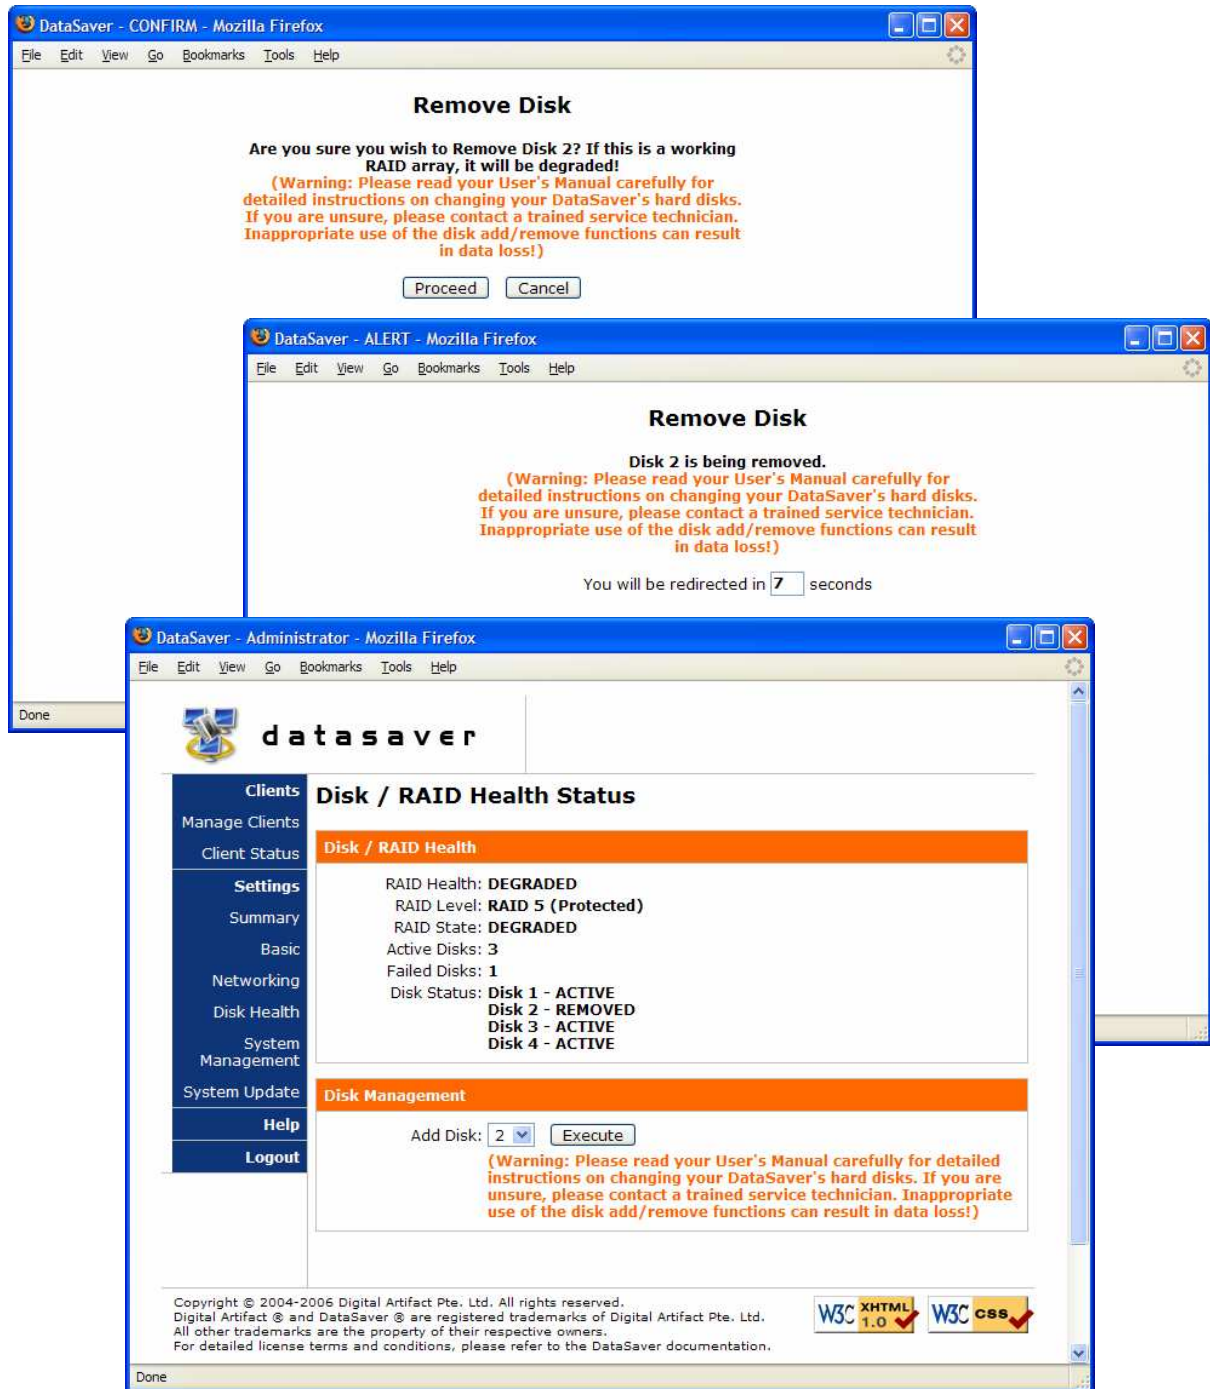 DataSaver - CONFIRM - Mozilla Firefox
File Edit View Go Bookmarks Tools Help
Remove Disk
Are you sure you wish to Remove Disk 2? If this is a working
RAID array, it will be degraded!
(Warning: Please read your User's Manual carefully for
detailed instructions on changing your DataSaver's hard disks.
If you are unsure, please contact a trained service technician.
Inappropriate use of the disk add/remove functions can result
in data loss!)
Proceed Cancel
Done
DataSaver - ALERT - Mozilla Firefox
File Edit View Go Bookmarks Tools Help
Remove Disk
Disk 2 is being removed.
(Warning: Please read your User's Manual carefully for
detailed instructions on changing your DataSaver's hard disks.
If you are unsure, please contact a trained service technician.
Inappropriate use of the disk add/remove functions can result
in data loss!)
You will be redirected in 7 seconds
DataSaver - Administrator - Mozilla Firefox
File Edit View Go Bookmarks Tools Help
datasaver
Clients
Manage Clients
Client Status
Settings
Summary
Basic
Networking
Disk Health
System
Management
System Update
Help
Logout
Disk / RAID Health Status
Disk / RAID Health
RAID Health: DEGRADED
RAID Level: RAID 5 (Protected)
RAID State: DEGRADED
Active Disks: 3
Failed Disks: 1
Disk Status: Disk 1 - ACTIVE
Disk 2 - REMOVED
Disk 3 - ACTIVE
Disk 4 - ACTIVE
Disk Management
Add Disk: 2 Execute
(Warning: Please read your User's Manual carefully for detailed
instructions on changing your DataSaver's hard disks. If you are
unsure, please contact a trained service technician. Inappropriate
use of the disk add/remove functions can result in data loss!)
Copyright © 2004-2006 Digital Artifact Pte. Ltd. All rights reserved.
Digital Artifact ® and DataSaver ® are registered trademarks of Digital Artifact Pte. Ltd.
All other trademarks are the property of their respective owners.
For detailed license terms and conditions, please refer to the DataSaver documentation.
W3C XHTML 1.0
W3C CSS
Done